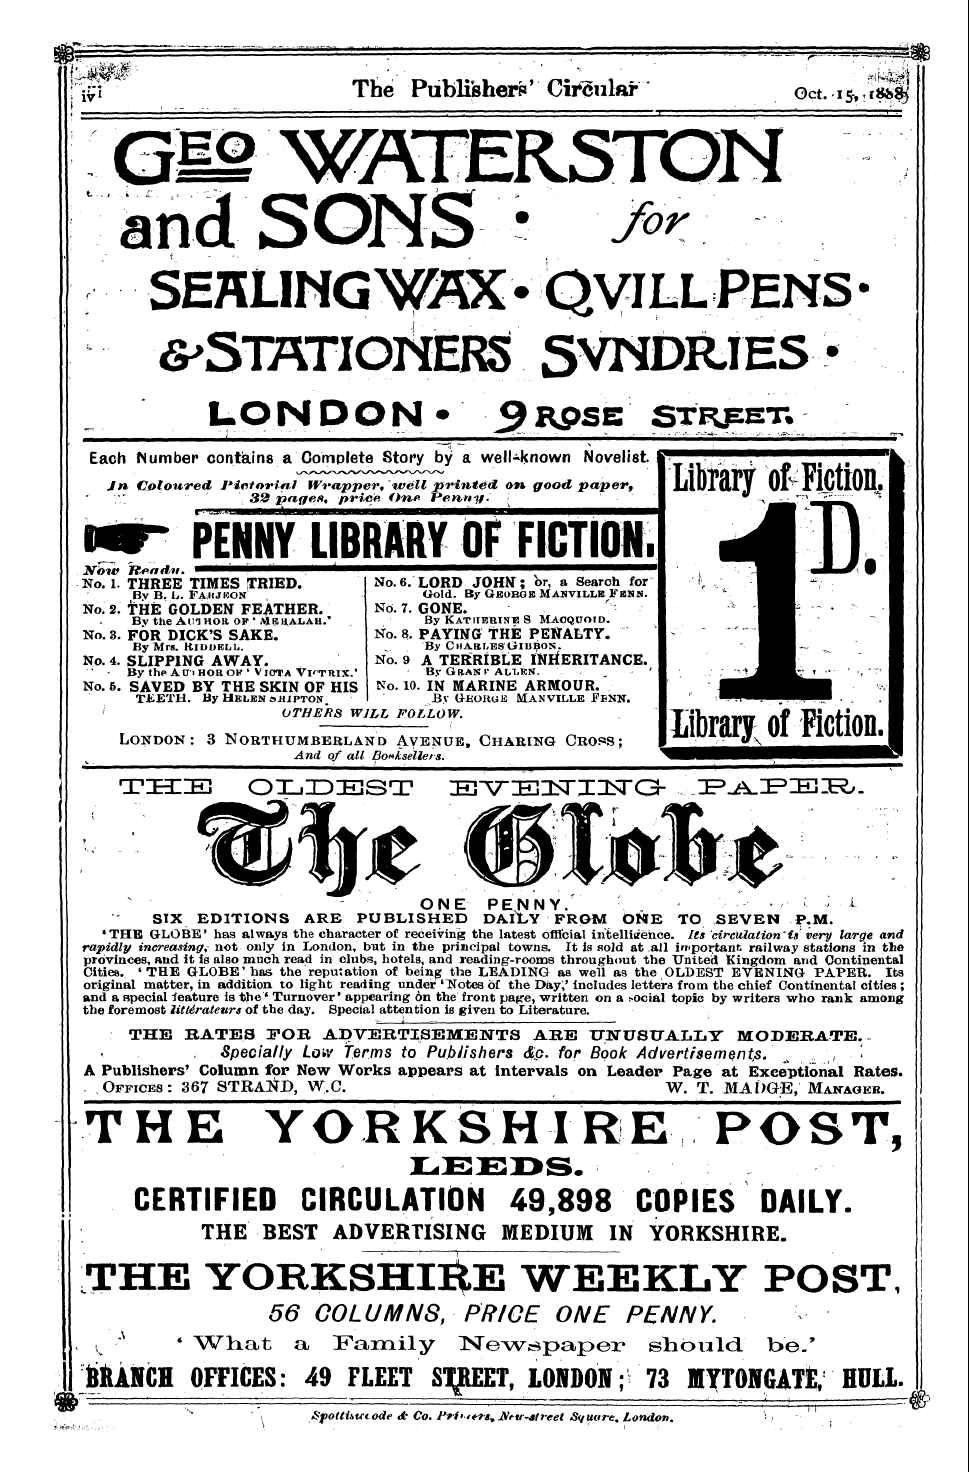 iv
The Publishers' Circular
Oct. 15, 1888
GEO WATERSTON
and SONS · for
SEALING WAX · QVILL PENS ·
& STATIONERS SVNDRIES ·
LONDON · 9 ROSE STREET.
Each Number contains a Complete Story by a well-known Novelist.
In Coloured Pictorial Wrapper, well printed on good paper,
32 pages, price One Penny.
PENNY LIBRARY OF FICTION.
Now Ready.
No. 1. THREE TIMES TRIED.
By B. L. FARJEON
No. 2. THE GOLDEN FEATHER.
By the AUTHOR OF 'MEHALAH.'
No. 3. FOR DICK'S SAKE.
By Mrs. RIDDELL.
No. 4. SLIPPING AWAY.
By the AUTHOR OF 'VICTA VICTRIX.'
No. 5. SAVED BY THE SKIN OF HIS
TEETH. By HELEN SHIPTON.
No. 6. LORD JOHN; or, a Search for
Gold. By GEORGE MANVILLE FENN.
No. 7. GONE.
By KATHERINE S MACQUOID.
No. 8. PAYING THE PENALTY.
By CHARLES GIBBON.
No. 9 A TERRIBLE INHERITANCE.
By GRANT ALLEN.
No. 10. IN MARINE ARMOUR.
By GEORGE MANVILLE FENN.
OTHERS WILL FOLLOW.
LONDON: 3 NORTHUMBERLAND AVENUE, CHARING CROSS;
And of all Booksellers.
Library of Fiction.
1D.
Library of Fiction.
THE OLDEST EVENING PAPER.
The Globe
ONE PENNY.
SIX EDITIONS ARE PUBLISHED DAILY FROM ONE TO SEVEN P.M.
'THE GLOBE' has always the character of receiving the latest official intelligence. Its circulation is very large and
rapidly increasing, not only in London, but in the principal towns. It is sold at all important railway stations in the
provinces, and it is also much read in clubs, hotels, and reading-rooms throughout the United Kingdom and Continental
Cities. 'THE GLOBE' has the reputation of being the LEADING as well as the OLDEST EVENING PAPER. Its
original matter, in addition to light reading under 'Notes of the Day,' includes letters from the chief Continental cities;
and a special feature is the 'Turnover' appearing on the front page, written on a social topic by writers who rank among
the foremost littérateurs of the day. Special attention is given to Literature.
THE RATES FOR ADVERTISEMENTS ARE UNUSUALLY MODERATE.
Specially Low Terms to Publishers &c. for Book Advertisements.
A Publishers' Column for New Works appears at intervals on Leader Page at Exceptional Rates.
OFFICES: 367 STRAND, W.C. W. T. MADGE, MANAGER.
THE YORKSHIRE POST,
LEEDS.
CERTIFIED CIRCULATION 49,898 COPIES DAILY.
THE BEST ADVERTISING MEDIUM IN YORKSHIRE.
THE YORKSHIRE WEEKLY POST,
56 COLUMNS, PRICE ONE PENNY.
'What a Family Newspaper should be.'
BRANCH OFFICES: 49 FLEET STREET, LONDON; 73 MYTONGATE, HULL.
Spottiswoode & Co. Printers, New-street Square, London.